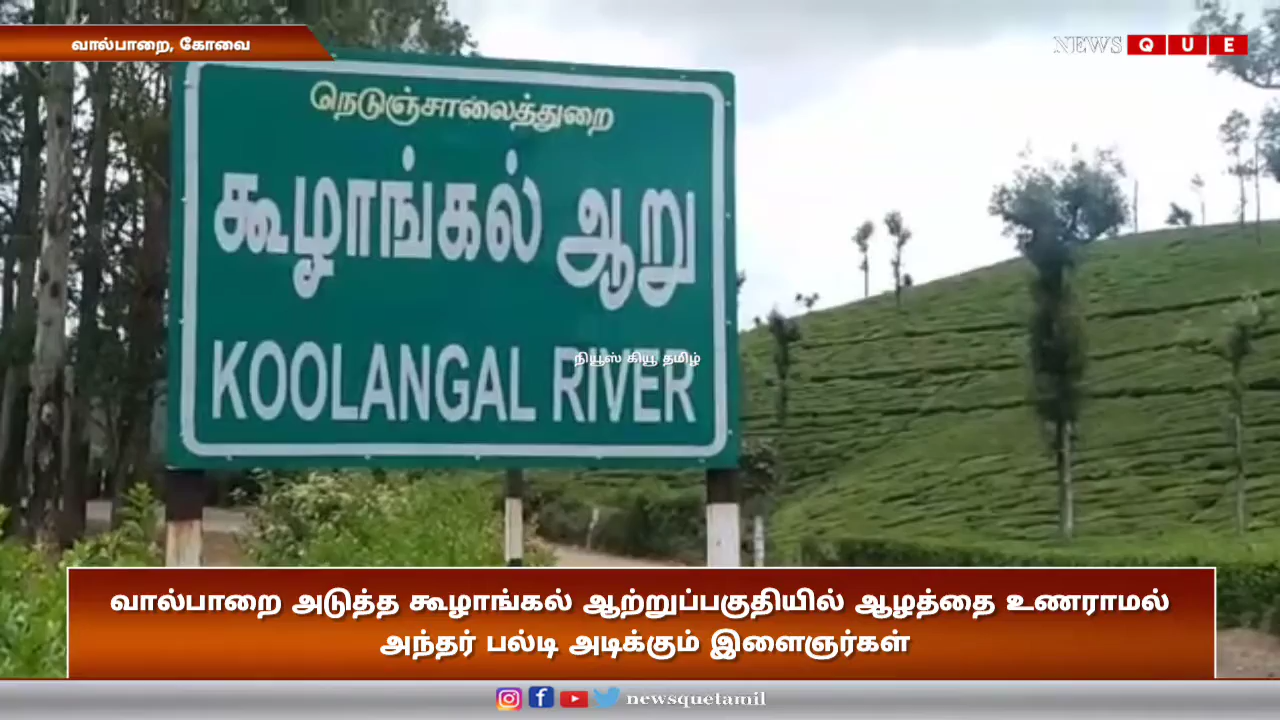 வால்பாறை, கோவை
NEWS QUE
நெடுஞ்சாலைத்துறை
கூழாங்கல் ஆறு
KOOLANGAL RIVER
நியூஸ் கியூ தமிழ்
வால்பாறை அடுத்த கூழாங்கல் ஆற்றுப்பகுதியில் ஆழத்தை உணராமல்
அந்தர் பல்டி அடிக்கும் இளைஞர்கள்
newsquetamil